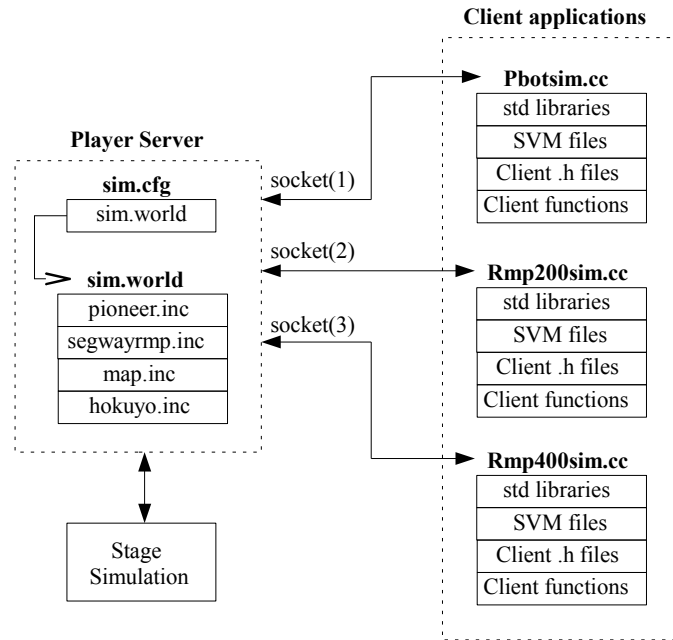 Client applications
Player Server
sim.cfg
sim.world
sim.world
pioneer.inc
segwayrmp.inc
map.inc
hokuyo.inc
Stage
Simulation
socket(1)
socket(2)
socket(3)
Pbotsim.cc
std libraries
SVM files
Client .h files
Client functions
Rmp200sim.cc
std libraries
SVM files
Client .h files
Client functions
Rmp400sim.cc
std libraries
SVM files
Client .h files
Client functions